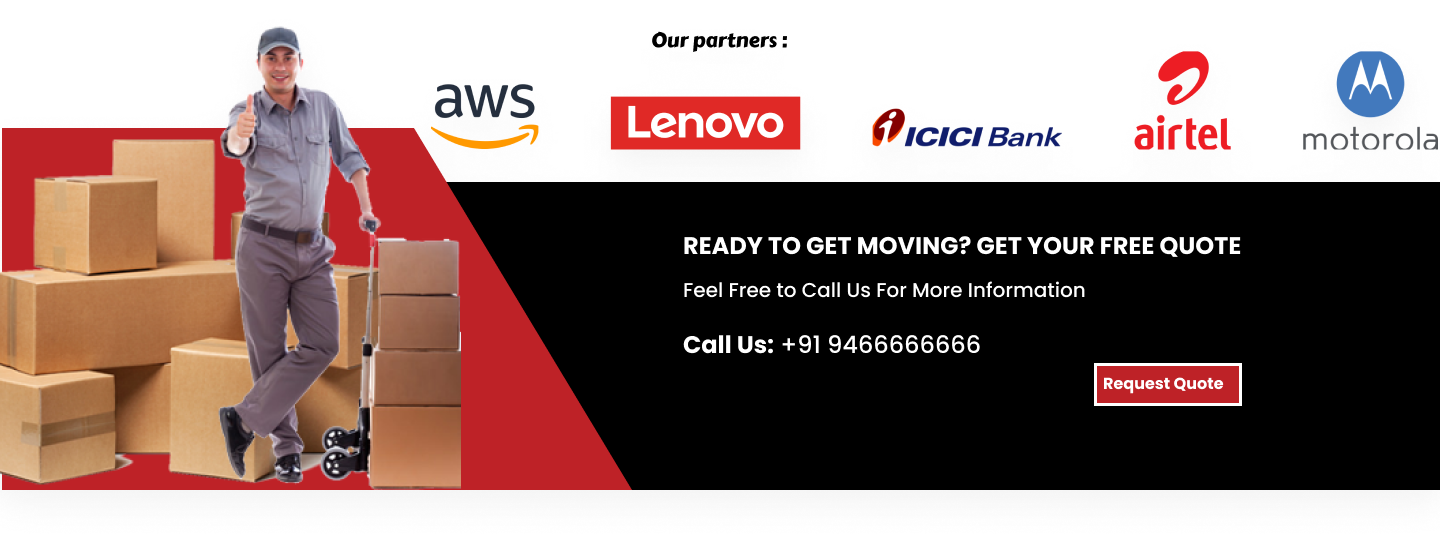 Our partners :
aws
Lenovo
ICICI Bank
airtel
motorola
READY TO GET MOVING? GET YOUR FREE QUOTE
Feel Free to Call Us For More Information
Call Us: +91 9466666666
Request Quote